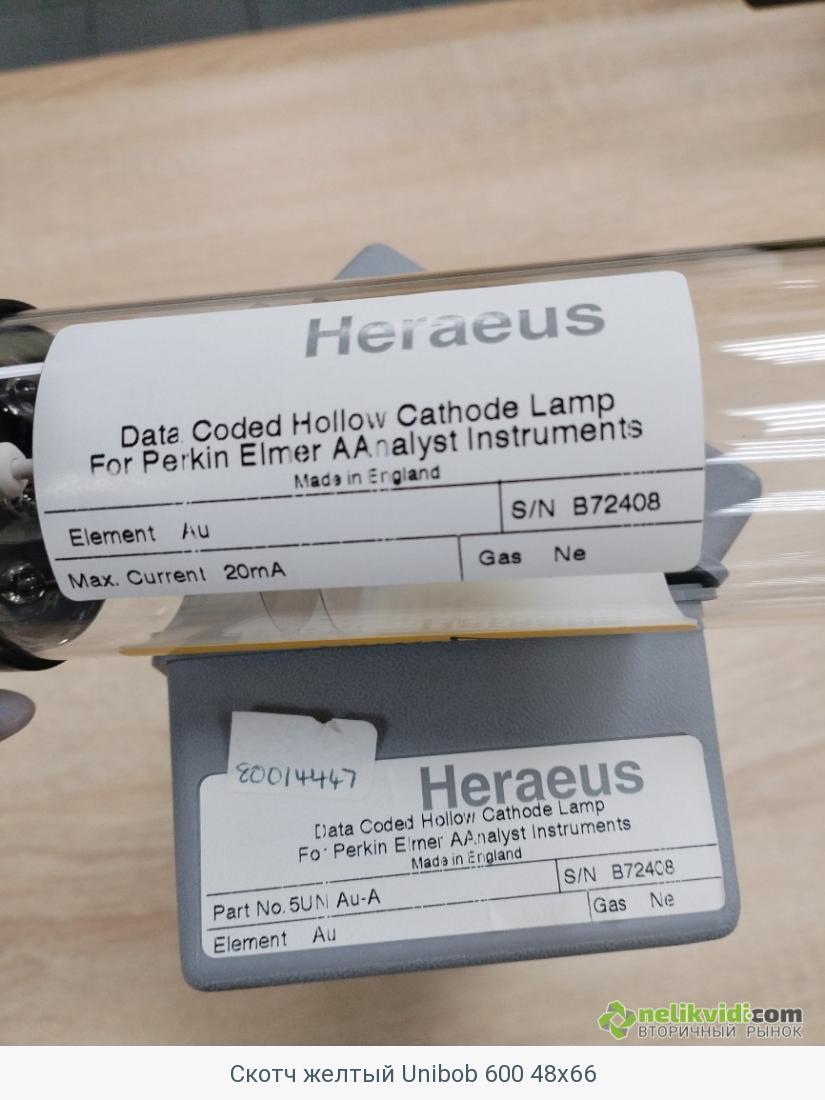 Heraeus
Data Coded Hollow Cathode Lamp
For Perkin Elmer AAnalyst Instruments
Made in England
Element Au
S/N B72408
Max. Current 20mA
Gas Ne
80014447
Heraeus
Data Coded Hollow Cathode Lamp
For Perkin Elmer AAnalyst Instruments
Made in England
Part No. 5UN Au-A
S/N B72408
Element Au
Gas Ne
nelikvidi.com
ВТОРИЧНЫЙ РЫНОК
Скотч желтый Unibob 600 48х66